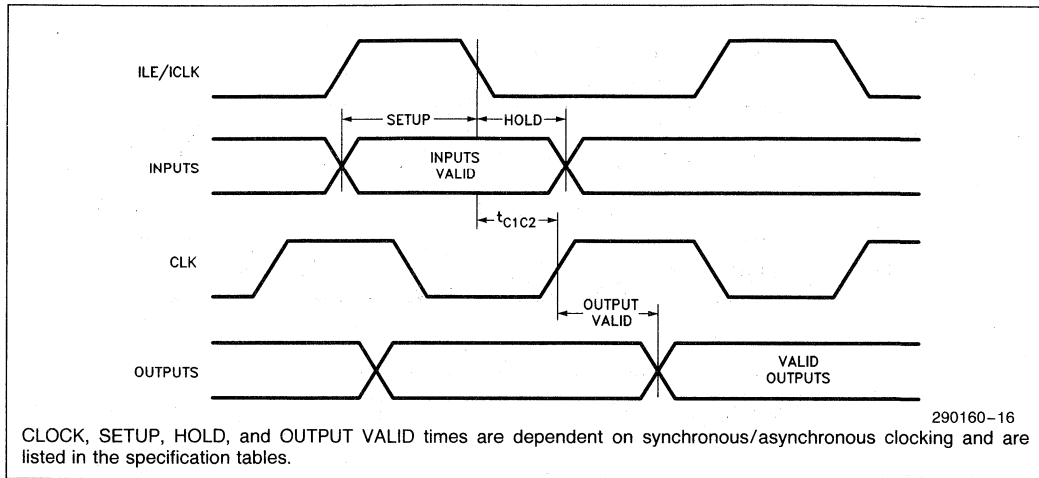 ILE/ICLK
SETUP
HOLD
INPUTS
INPUTS
VALID
tC1C2
CLK
OUTPUT
VALID
OUTPUTS
VALID
OUTPUTS
290160-16
CLOCK, SETUP, HOLD, and OUTPUT VALID times are dependent on synchronous/asynchronous clocking and are
listed in the specification tables.